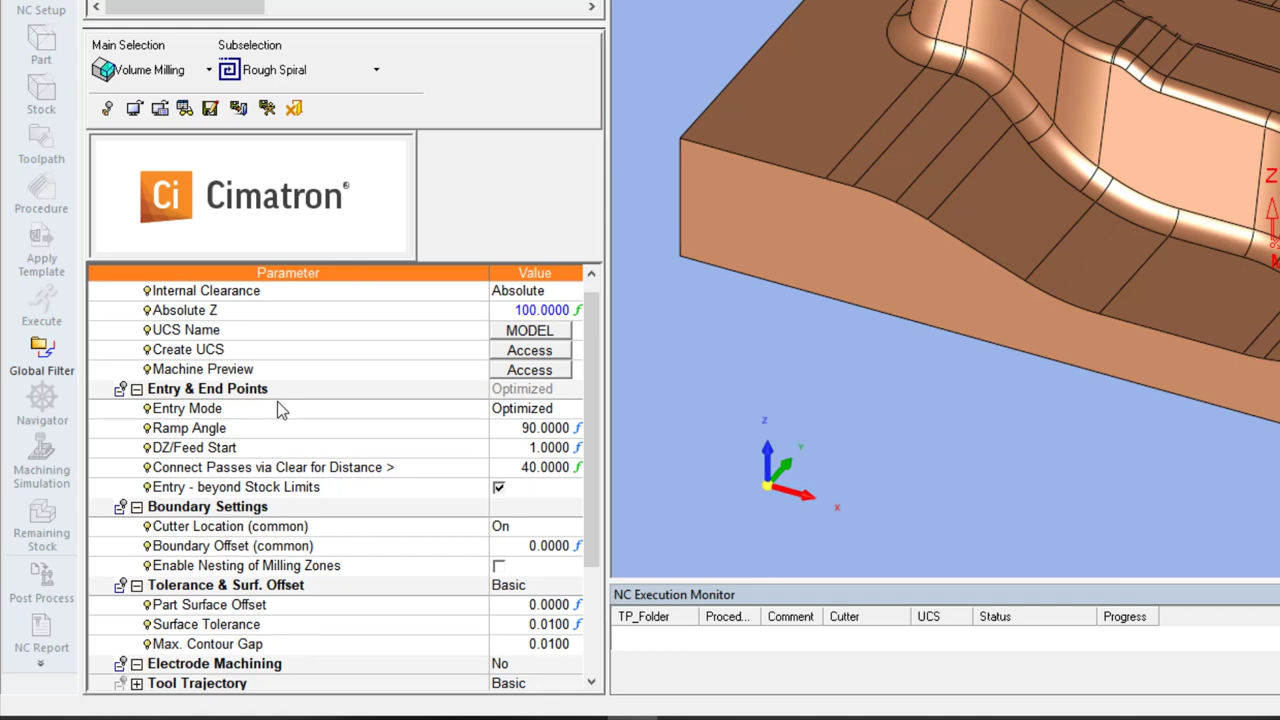 NC Setup
Part
Stock
Toolpath
Procedure
Apply
Template
Execute
Global Filter
Navigator
Machining
Simulation
Remaining
Stock
Post Process
NC Report
Main Selection
Subselection
Volume Milling
Rough Spiral
Ci Cimatron®
Parameter Value
Internal Clearance Absolute
Absolute Z 100.0000 f
UCS Name MODEL
Create UCS Access
Machine Preview Access
Entry & End Points Optimized
Entry Mode Optimized
Ramp Angle 90.0000 f
DZ/Feed Start 1.0000 f
Connect Passes via Clear for Distance > 40.0000 f
Entry - beyond Stock Limits
Boundary Settings
Cutter Location (common) On
Boundary Offset (common) 0.0000 f
Enable Nesting of Milling Zones
Tolerance & Surf. Offset Basic
Part Surface Offset 0.0000 f
Surface Tolerance 0.0100 f
Max. Contour Gap 0.0100
Electrode Machining No
Tool Trajectory Basic
Z
Z
Y
X
NC Execution Monitor
TP_Folder Proced... Comment Cutter UCS Status Progress